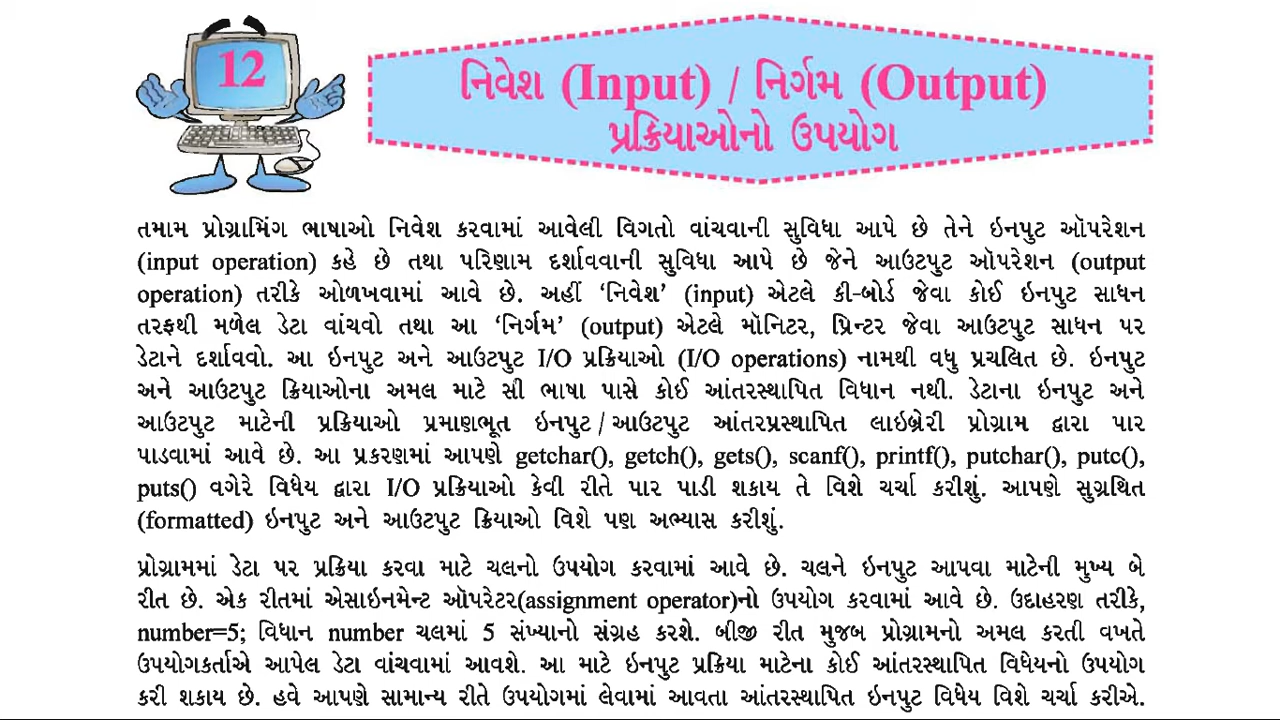 12
નિવેશ (Input) / નિર્ગમ (Output)
પ્રક્રિયાઓનો ઉપયોગ
તમામ પ્રોગ્રામિંગ ભાષાઓ નિવેશ કરવામાં આવેલી વિગતો વાંચવાની સુવિધા આપે છે તેને ઇનપુટ ઑપરેશન
(input operation) કહે છે તથા પરિણામ દર્શાવવાની સુવિધા આપે છે જેને આઉટપુટ ઑપરેશન (output
operation) તરીકે ઓળખવામાં આવે છે. અહીં ‘નિવેશ’ (input) એટલે કી-બોર્ડ જેવા કોઈ ઇનપુટ સાધન
તરફથી મળેલ ડેટા વાંચવો તથા આ ‘નિર્ગમ’ (output) એટલે મૉનિટર, પ્રિન્ટર જેવા આઉટપુટ સાધન પર
ડેટાને દર્શાવવો. આ ઇનપુટ અને આઉટપુટ I/O પ્રક્રિયાઓ (I/O operations) નામથી વધુ પ્રચલિત છે. ઇનપુટ
અને આઉટપુટ ક્રિયાઓના અમલ માટે સી ભાષા પાસે કોઈ આંતરસ્થાપિત વિધાન નથી. ડેટાના ઇનપુટ અને
આઉટપુટ માટેની પ્રક્રિયાઓ પ્રમાણભૂત ઇનપુટ / આઉટપુટ આંતરપ્રસ્થાપિત લાઇબ્રેરી પ્રોગ્રામ દ્વારા પાર
પાડવામાં આવે છે. આ પ્રકરણમાં આપણે getchar(), getch(), gets(), scanf(), printf(), putchar(), putc(),
puts() વગેરે વિધેય દ્વારા I/O પ્રક્રિયાઓ કેવી રીતે પાર પાડી શકાય તે વિશે ચર્ચા કરીશું. આપણે સુગ્રથિત
(formatted) ઇનપુટ અને આઉટપુટ ક્રિયાઓ વિશે પણ અભ્યાસ કરીશું.
પ્રોગ્રામમાં ડેટા પર પ્રક્રિયા કરવા માટે ચલનો ઉપયોગ કરવામાં આવે છે. ચલને ઇનપુટ આપવા માટેની મુખ્ય બે
રીત છે. એક રીતમાં એસાઇનમેન્ટ ઑપરેટર(assignment operator)નો ઉપયોગ કરવામાં આવે છે. ઉદાહરણ તરીકે,
number=5; વિધાન number ચલમાં 5 સંખ્યાનો સંગ્રહ કરશે. બીજી રીત મુજબ પ્રોગ્રામનો અમલ કરતી વખતે
ઉપયોગકર્તાએ આપેલ ડેટા વાંચવામાં આવશે. આ માટે ઇનપુટ પ્રક્રિયા માટેના કોઈ આંતરસ્થાપિત વિધેયનો ઉપયોગ
કરી શકાય છે. હવે આપણે સામાન્ય રીતે ઉપયોગમાં લેવામાં આવતા આંતરસ્થાપિત ઇનપુટ વિધેય વિશે ચર્ચા કરીએ.